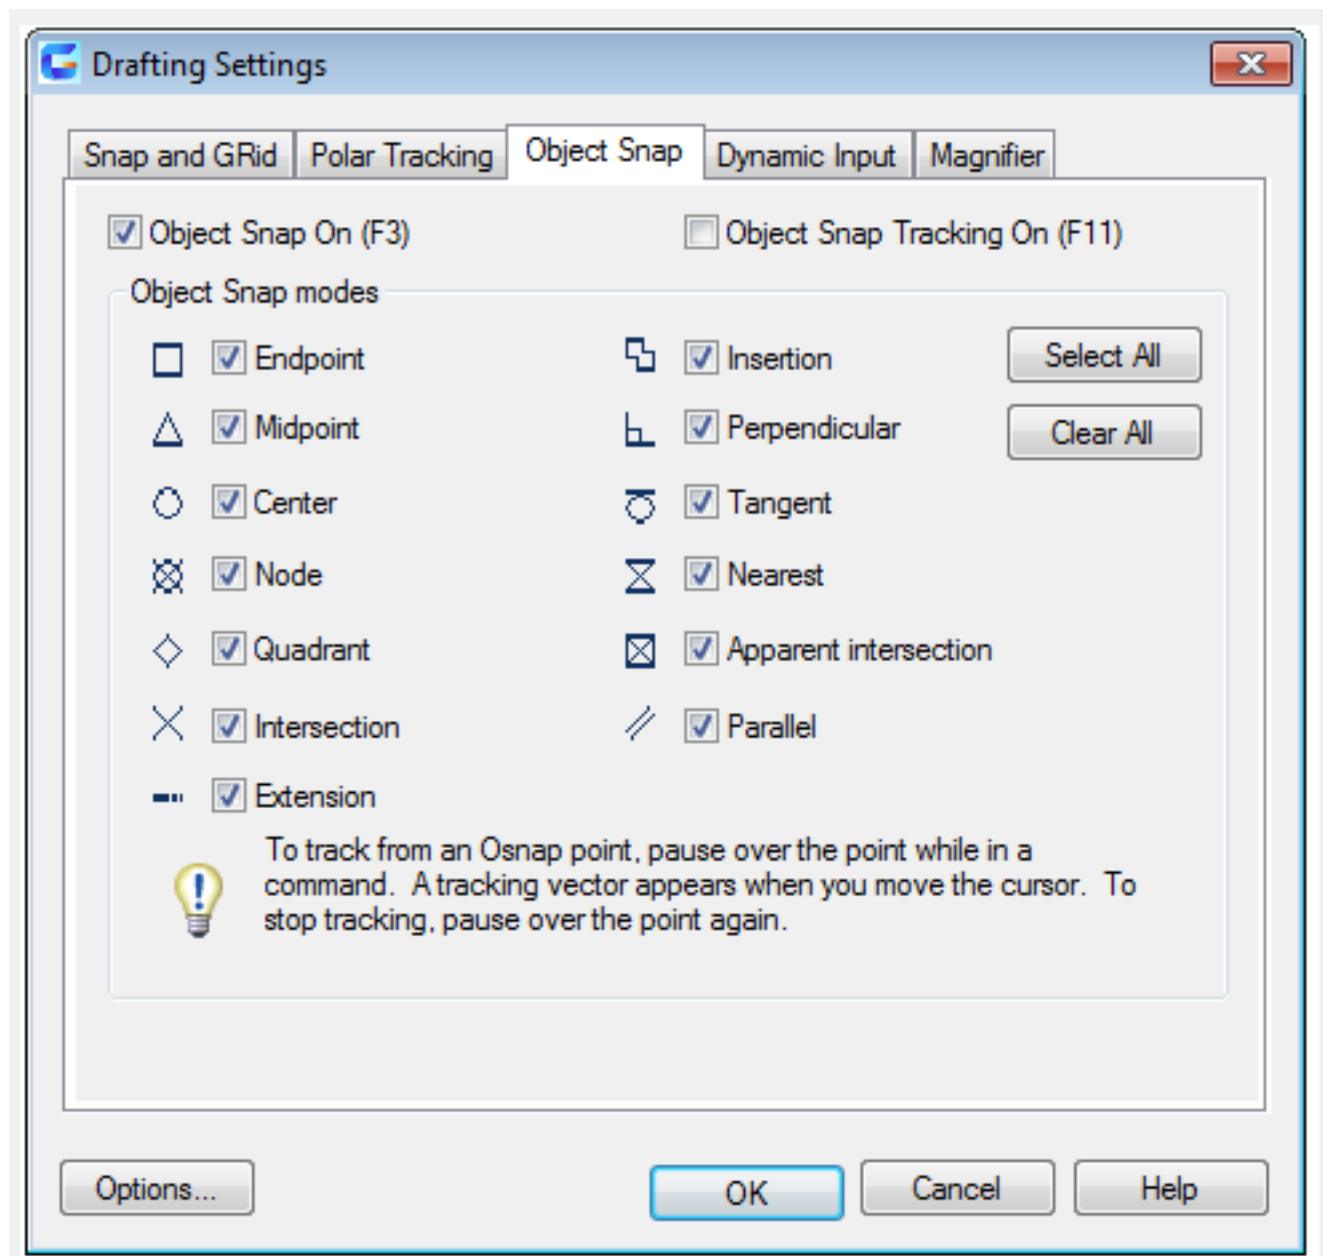 Drafting Settings
Snap and GRid Polar Tracking Object Snap Dynamic Input Magnifier
Object Snap On (F3) Object Snap Tracking On (F11)
Object Snap modes
Endpoint Insertion Select All
Midpoint Perpendicular Clear All
Center Tangent
Node Nearest
Quadrant Apparent intersection
Intersection Parallel
Extension
To track from an Osnap point, pause over the point while in a
command.  A tracking vector appears when you move the cursor.  To
stop tracking, pause over the point again.
Options... OK Cancel Help